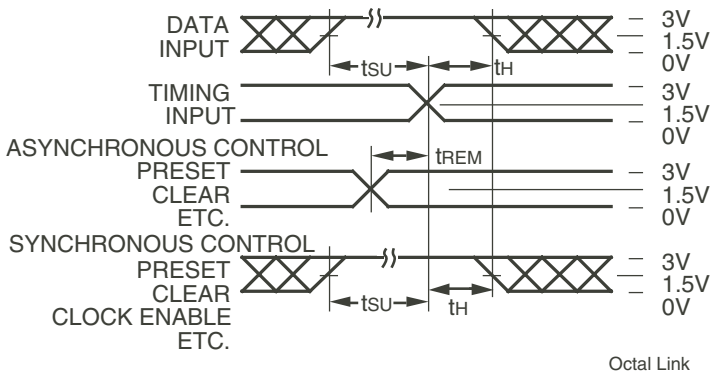 DATA
INPUT
3V
1.5V
0V
tSU
tH
TIMING
INPUT
3V
1.5V
0V
ASYNCHRONOUS CONTROL
tREM
PRESET
CLEAR
ETC.
3V
1.5V
0V
SYNCHRONOUS CONTROL
PRESET
CLEAR
CLOCK ENABLE
ETC.
3V
1.5V
0V
tSU
tH
Octal Link